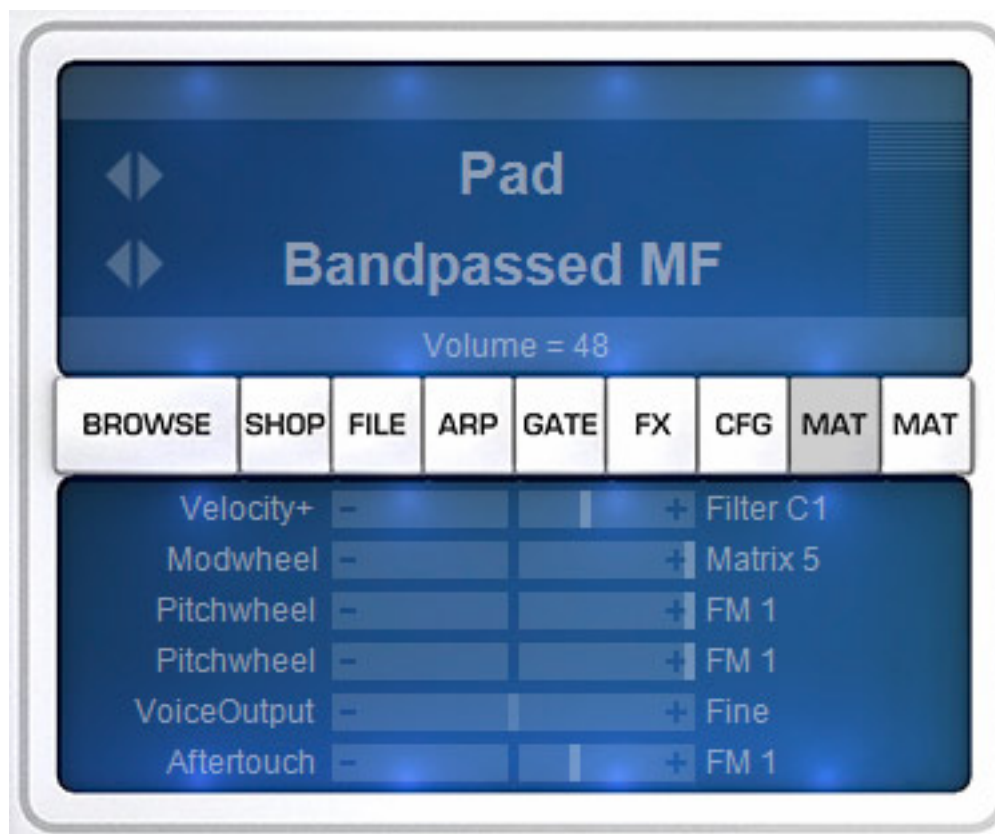 Pad
Bandpassed MF
Volume = 48
BROWSE SHOP FILE ARP GATE FX CFG MAT MAT
Velocity+ - + Filter C1
Modwheel - + Matrix 5
Pitchwheel - + FM 1
Pitchwheel - + FM 1
VoiceOutput - + Fine
Aftertouch - + FM 1